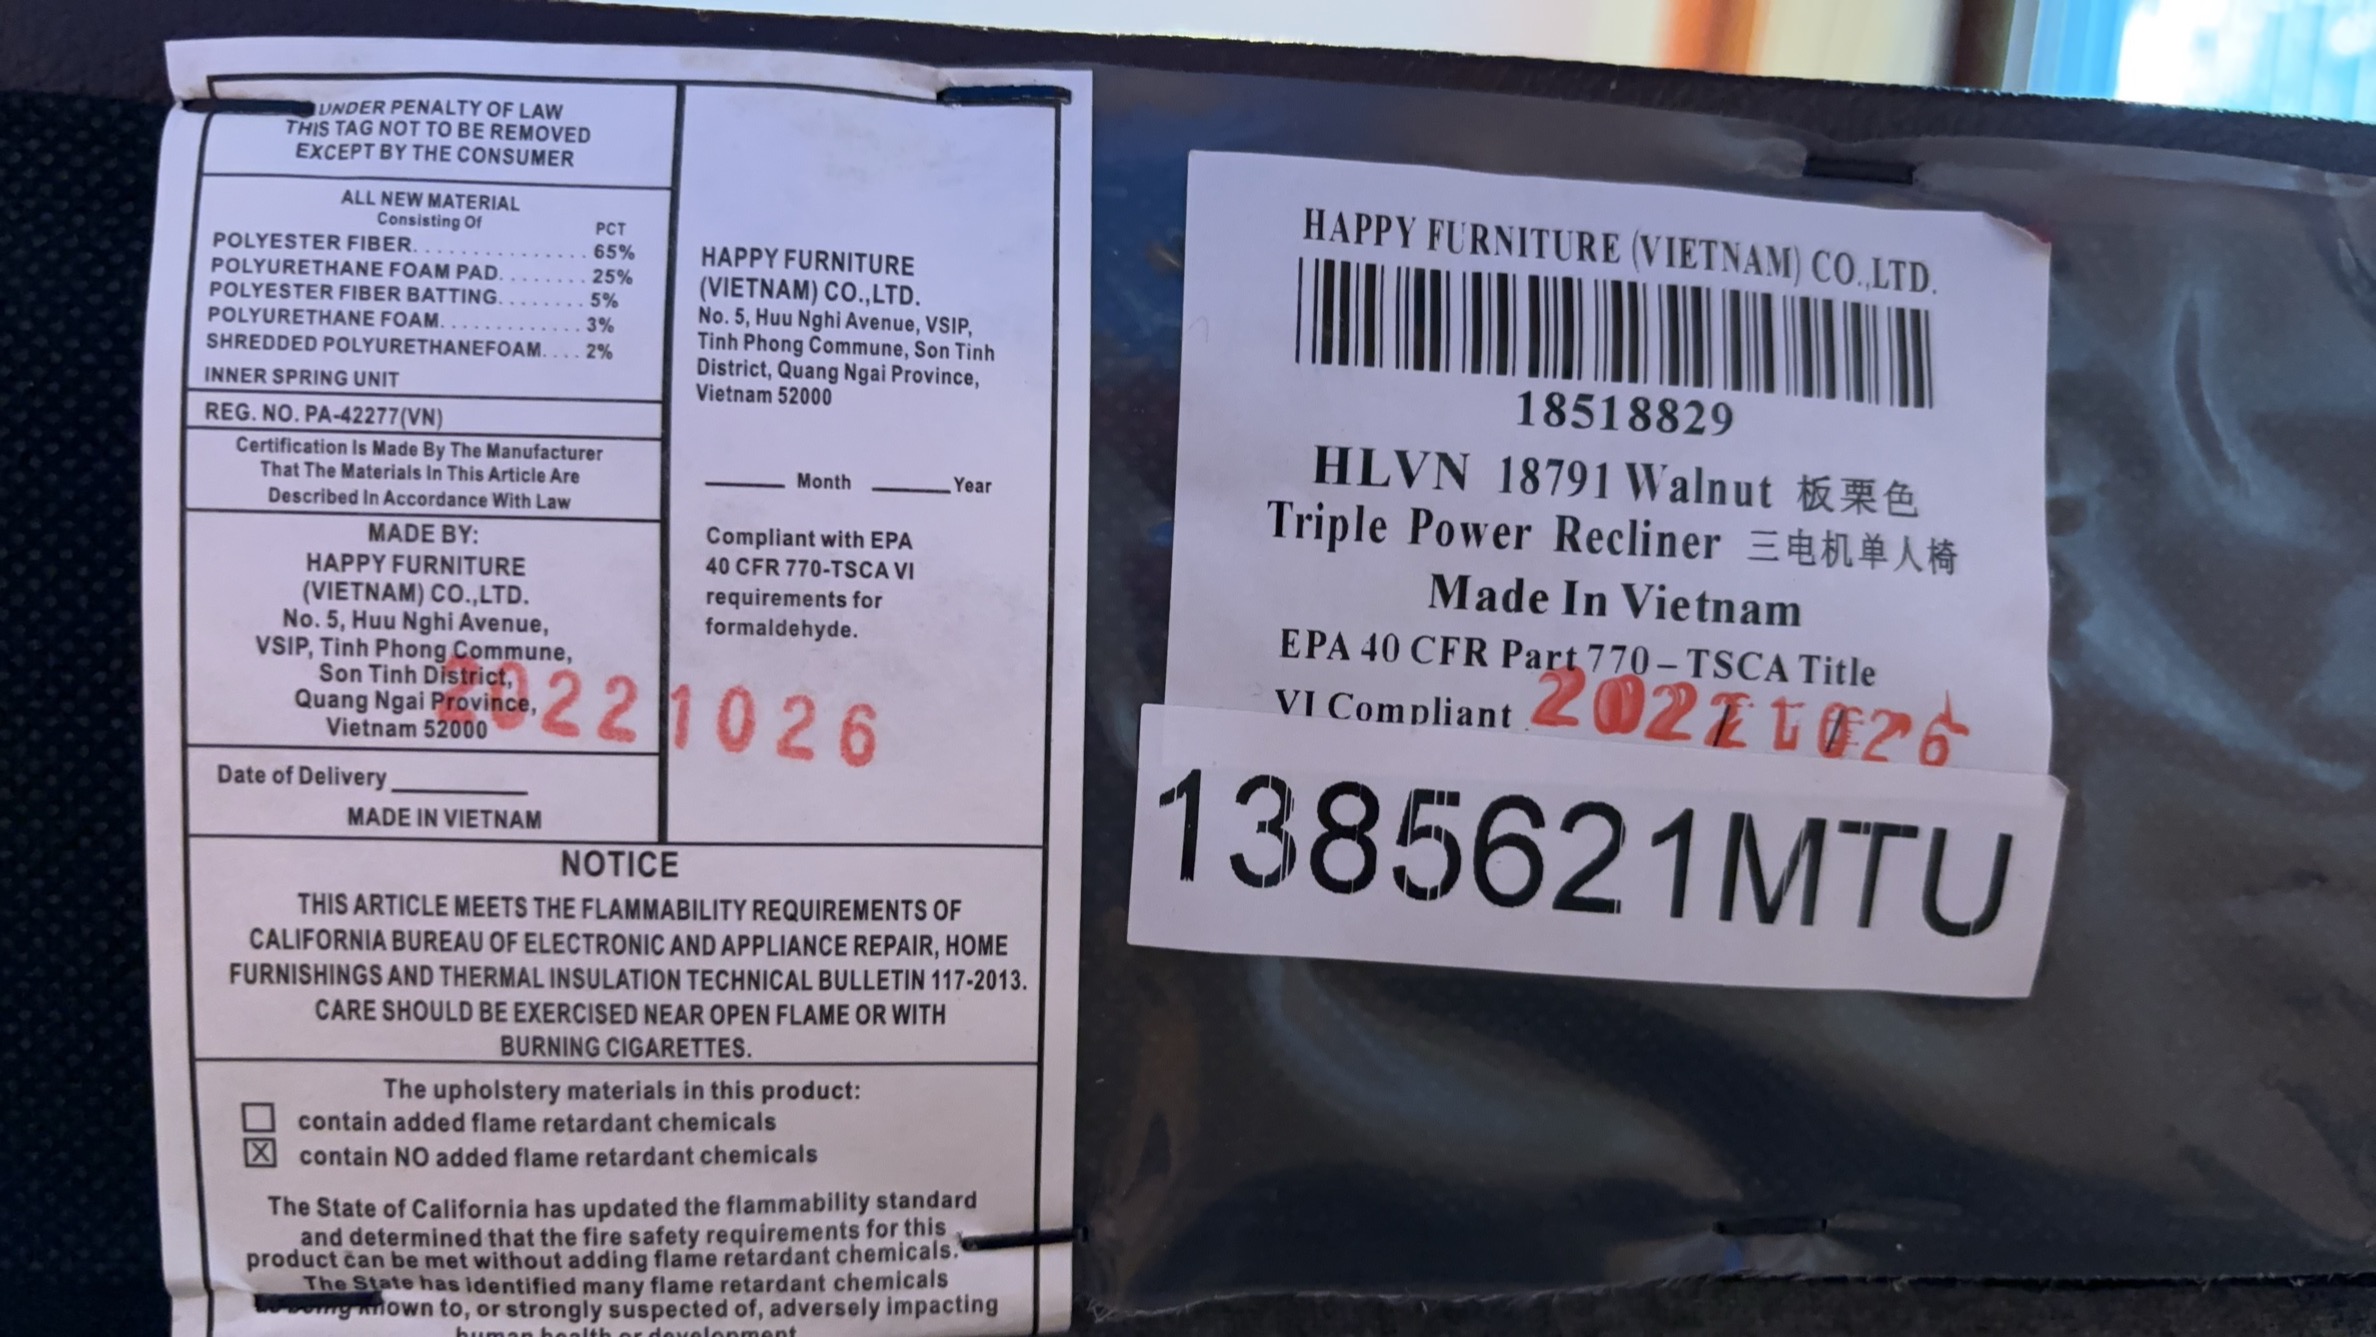 UNDER PENALTY OF LAW
THIS TAG NOT TO BE REMOVED
EXCEPT BY THE CONSUMER
ALL NEW MATERIAL
Consisting Of
PCT
POLYESTER FIBER.............. 65%
POLYURETHANE FOAM PAD........ 25%
POLYESTER FIBER BATTING........ 5%
POLYURETHANE FOAM............. 3%
SHREDDED POLYURETHANEFOAM.... 2%
INNER SPRING UNIT
REG. NO. PA-42277(VN)
Certification Is Made By The Manufacturer
That The Materials In This Article Are
Described In Accordance With Law
MADE BY:
HAPPY FURNITURE
(VIETNAM) CO.,LTD.
No. 5, Huu Nghi Avenue,
VSIP, Tinh Phong Commune,
Son Tinh District,
Quang Ngai Province,
Vietnam 52000
Date of Delivery
MADE IN VIETNAM
HAPPY FURNITURE
(VIETNAM) CO.,LTD.
No. 5, Huu Nghi Avenue, VSIP,
Tinh Phong Commune, Son Tinh
District, Quang Ngai Province,
Vietnam 52000
Month Year
Compliant with EPA
40 CFR 770-TSCA VI
requirements for
formaldehyde.
20221026
NOTICE
THIS ARTICLE MEETS THE FLAMMABILITY REQUIREMENTS OF
CALIFORNIA BUREAU OF ELECTRONIC AND APPLIANCE REPAIR, HOME
FURNISHINGS AND THERMAL INSULATION TECHNICAL BULLETIN 117-2013.
CARE SHOULD BE EXERCISED NEAR OPEN FLAME OR WITH
BURNING CIGARETTES.
The upholstery materials in this product:
☐ contain added flame retardant chemicals
☒ contain NO added flame retardant chemicals
The State of California has updated the flammability standard
and determined that the fire safety requirements for this
product can be met without adding flame retardant chemicals.
The State has identified many flame retardant chemicals
being known to, or strongly suspected of, adversely impacting
human health or development
HAPPY FURNITURE (VIETNAM) CO.,LTD.
18518829
HLVN 18791 Walnut 板栗色
Triple Power Recliner 三电机单人椅
Made In Vietnam
EPA 40 CFR Part 770-TSCA Title
VI Compliant 20221026
1385621MTU